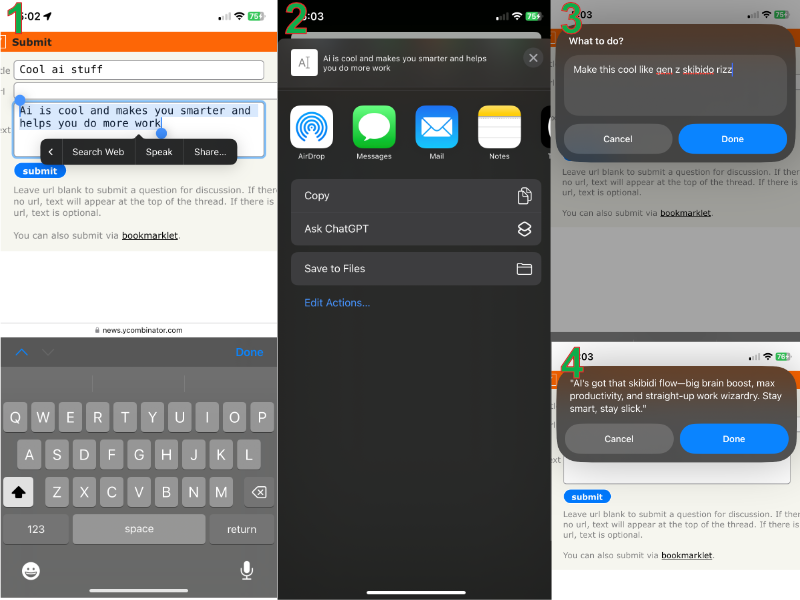 1
5:02
75+
Submit
tle
Cool ai stuff
rl
Ai is cool and makes you smarter and
helps you do more work
ext
Search Web
Speak
Share...
submit
Leave url blank to submit a question for discussion. If ther
no url, text will appear at the top of the thread. If there is
url, text is optional.
You can also submit via bookmarklet.
news.ycombinator.com
Done
Q W E R T Y U I O P
A S D F G H J K L
Z X C V B N M
123
space
return
2
:03
75+
Ai is cool and makes you smarter and helps
you do more work
AirDrop
Messages
Mail
Notes
Copy
Ask ChatGPT
Save to Files
Edit Actions...
3
:03
75+
What to do?
Make this cool like gen z skibido rizz
Cancel
Done
Leave url blank to submit a question for discussion. If ther
no url, text will appear at the top of the thread. If there is
url, text is optional.
You can also submit via bookmarklet.
4
:03
76+
"AI's got that skibidi flow—big brain boost, max
productivity, and straight-up work wizardry. Stay
smart, stay slick."
Cancel
Done
ext
submit
Leave url blank to submit a question for discussion. If ther
no url, text will appear at the top of the thread. If there is
url, text is optional.
You can also submit via bookmarklet.